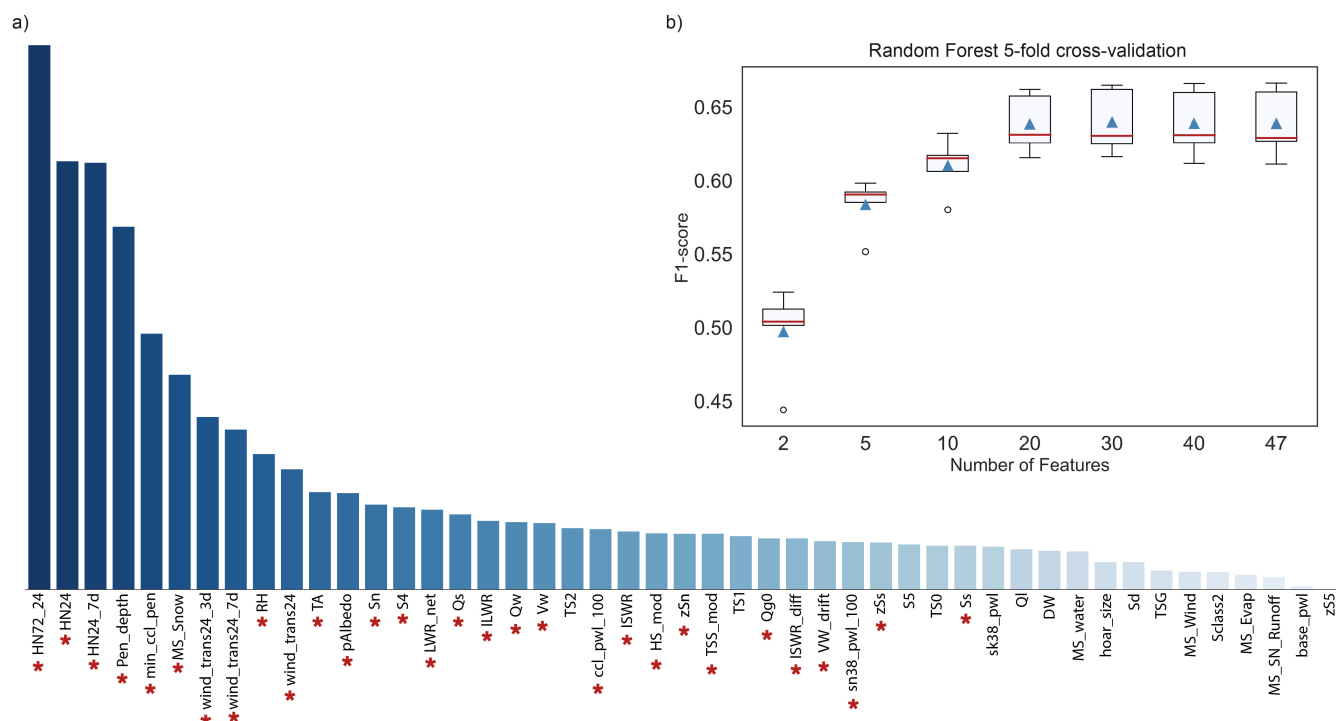 a)
b)
Random Forest 5-fold cross-validation
F1-score
0.65
0.60
0.55
0.50
0.45
2 5 10 20 30 40 47
Number of Features
* HN72_24
* HN24
* HN24_7d
* Pen_depth
* min_ccl_pen
* MS_Snow
* wind_trans24_3d
* wind_trans24_7d
* RH
* wind_trans24
* TA
* pAlbedo
* Sn
* S4
* LWR_net
* Qs
* ILWR
* Qw
* Vw
TS2
* ccl_pwl_100
* ISWR
* HS_mod
* zSn
* TSS_mod
TS1
* Qg0
* ISWR_diff
* VW_drift
* sn38_pwl_100
* zSs
S5
TS0
* Ss
sk38_pwl
Ql
DW
MS_water
hoar_size
Sd
TSG
MS_Wind
Sclass2
MS_Evap
MS_SN_Runoff
base_pwl
zS5